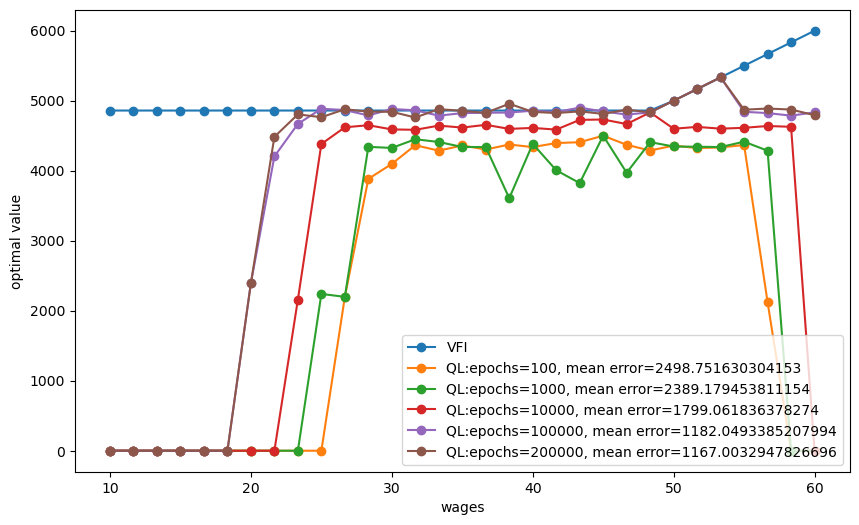 6000
5000
4000
3000
2000
1000
0
optimal value
10
20
30
40
50
60
wages
VFI
QL:epochs=100, mean error=2498.751630304153
QL:epochs=1000, mean error=2389.179453811154
QL:epochs=10000, mean error=1799.061836378274
QL:epochs=100000, mean error=1182.0493385207994
QL:epochs=200000, mean error=1167.0032947826696